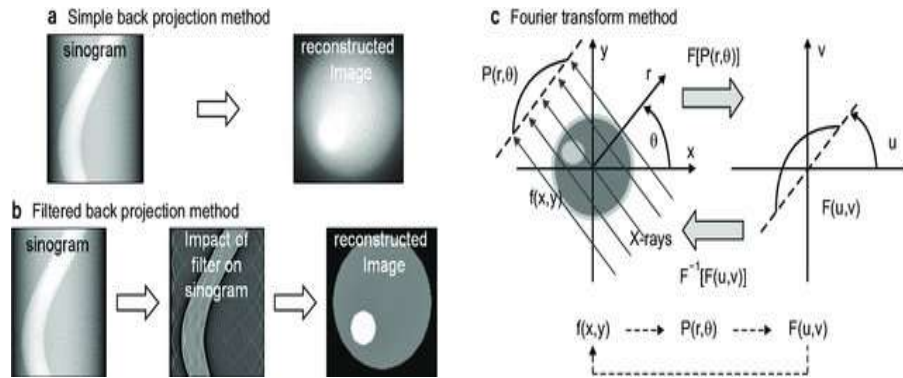 a Simple back projection method
sinogram
reconstructed
Image
b Filtered back projection method
sinogram
Impact of
filter on
sinogram
reconstructed
Image
c Fourier transform method
y
P(r,θ)
r
θ
x
f(x,y)
X-rays
F[P(r,θ)]
F⁻¹[F(u,v)]
v
u
F(u,v)
f(x,y) P(r,θ) F(u,v)